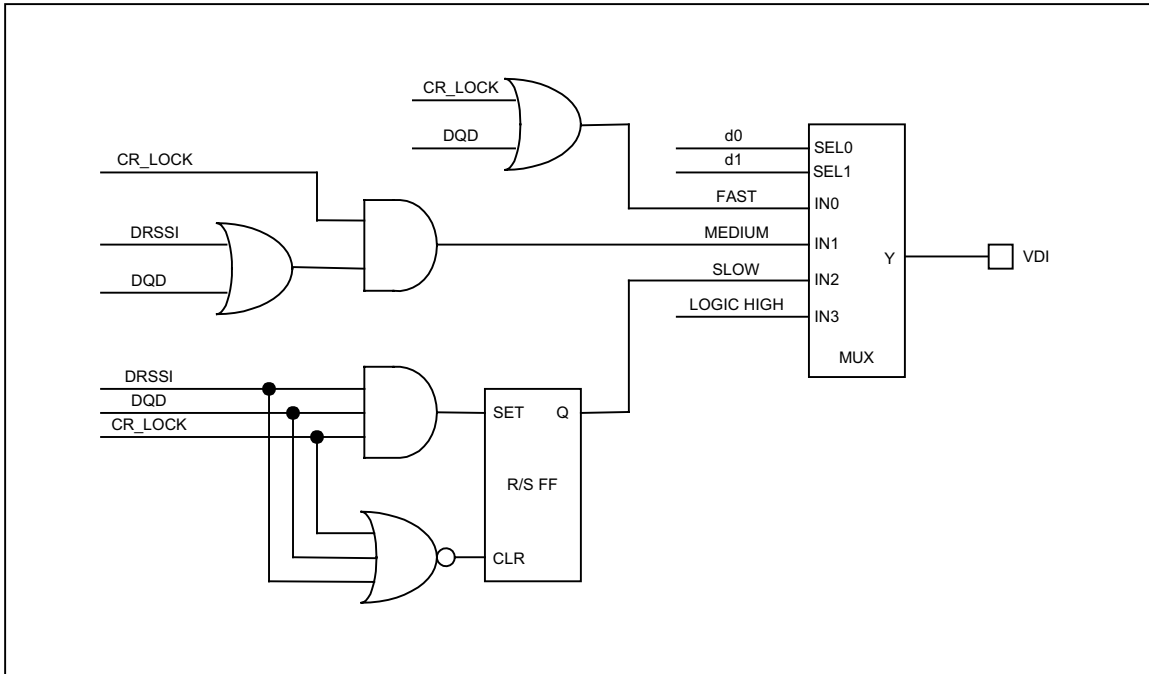 CR_LOCK
DQD
CR_LOCK
DRSSI
DQD
d0
d1
FAST
MEDIUM
SLOW
LOGIC HIGH
SEL0
SEL1
IN0
IN1
IN2
IN3
Y
MUX
VDI
DRSSI
DQD
CR_LOCK
SET
Q
R/S FF
CLR